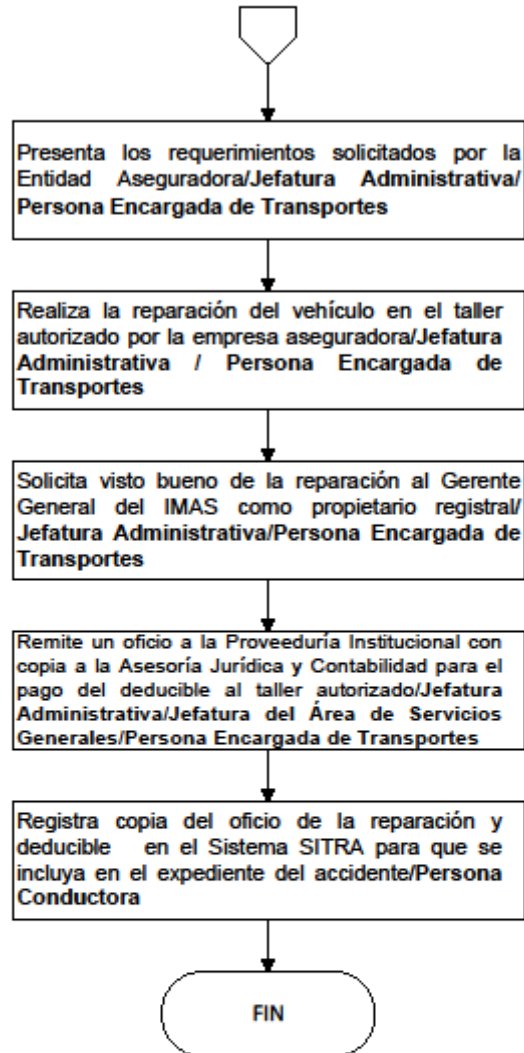 Presenta los requerimientos solicitados por la
Entidad Aseguradora/Jefatura Administrativa/
Persona Encargada de Transportes
Realiza la reparación del vehículo en el taller
autorizado por la empresa aseguradora/Jefatura
Administrativa / Persona Encargada de
Transportes
Solicita visto bueno de la reparación al Gerente
General del IMAS como propietario registral/
Jefatura Administrativa/Persona Encargada de
Transportes
Remite un oficio a la Proveeduría Institucional con
copia a la Asesoría Jurídica y Contabilidad para el
pago del deducible al taller autorizado/Jefatura
Administrativa/Jefatura del Área de Servicios
Generales/Persona Encargada de Transportes
Registra copia del oficio de la reparación y
deducible en el Sistema SITRA para que se
incluya en el expediente del accidente/Persona
Conductora
FIN